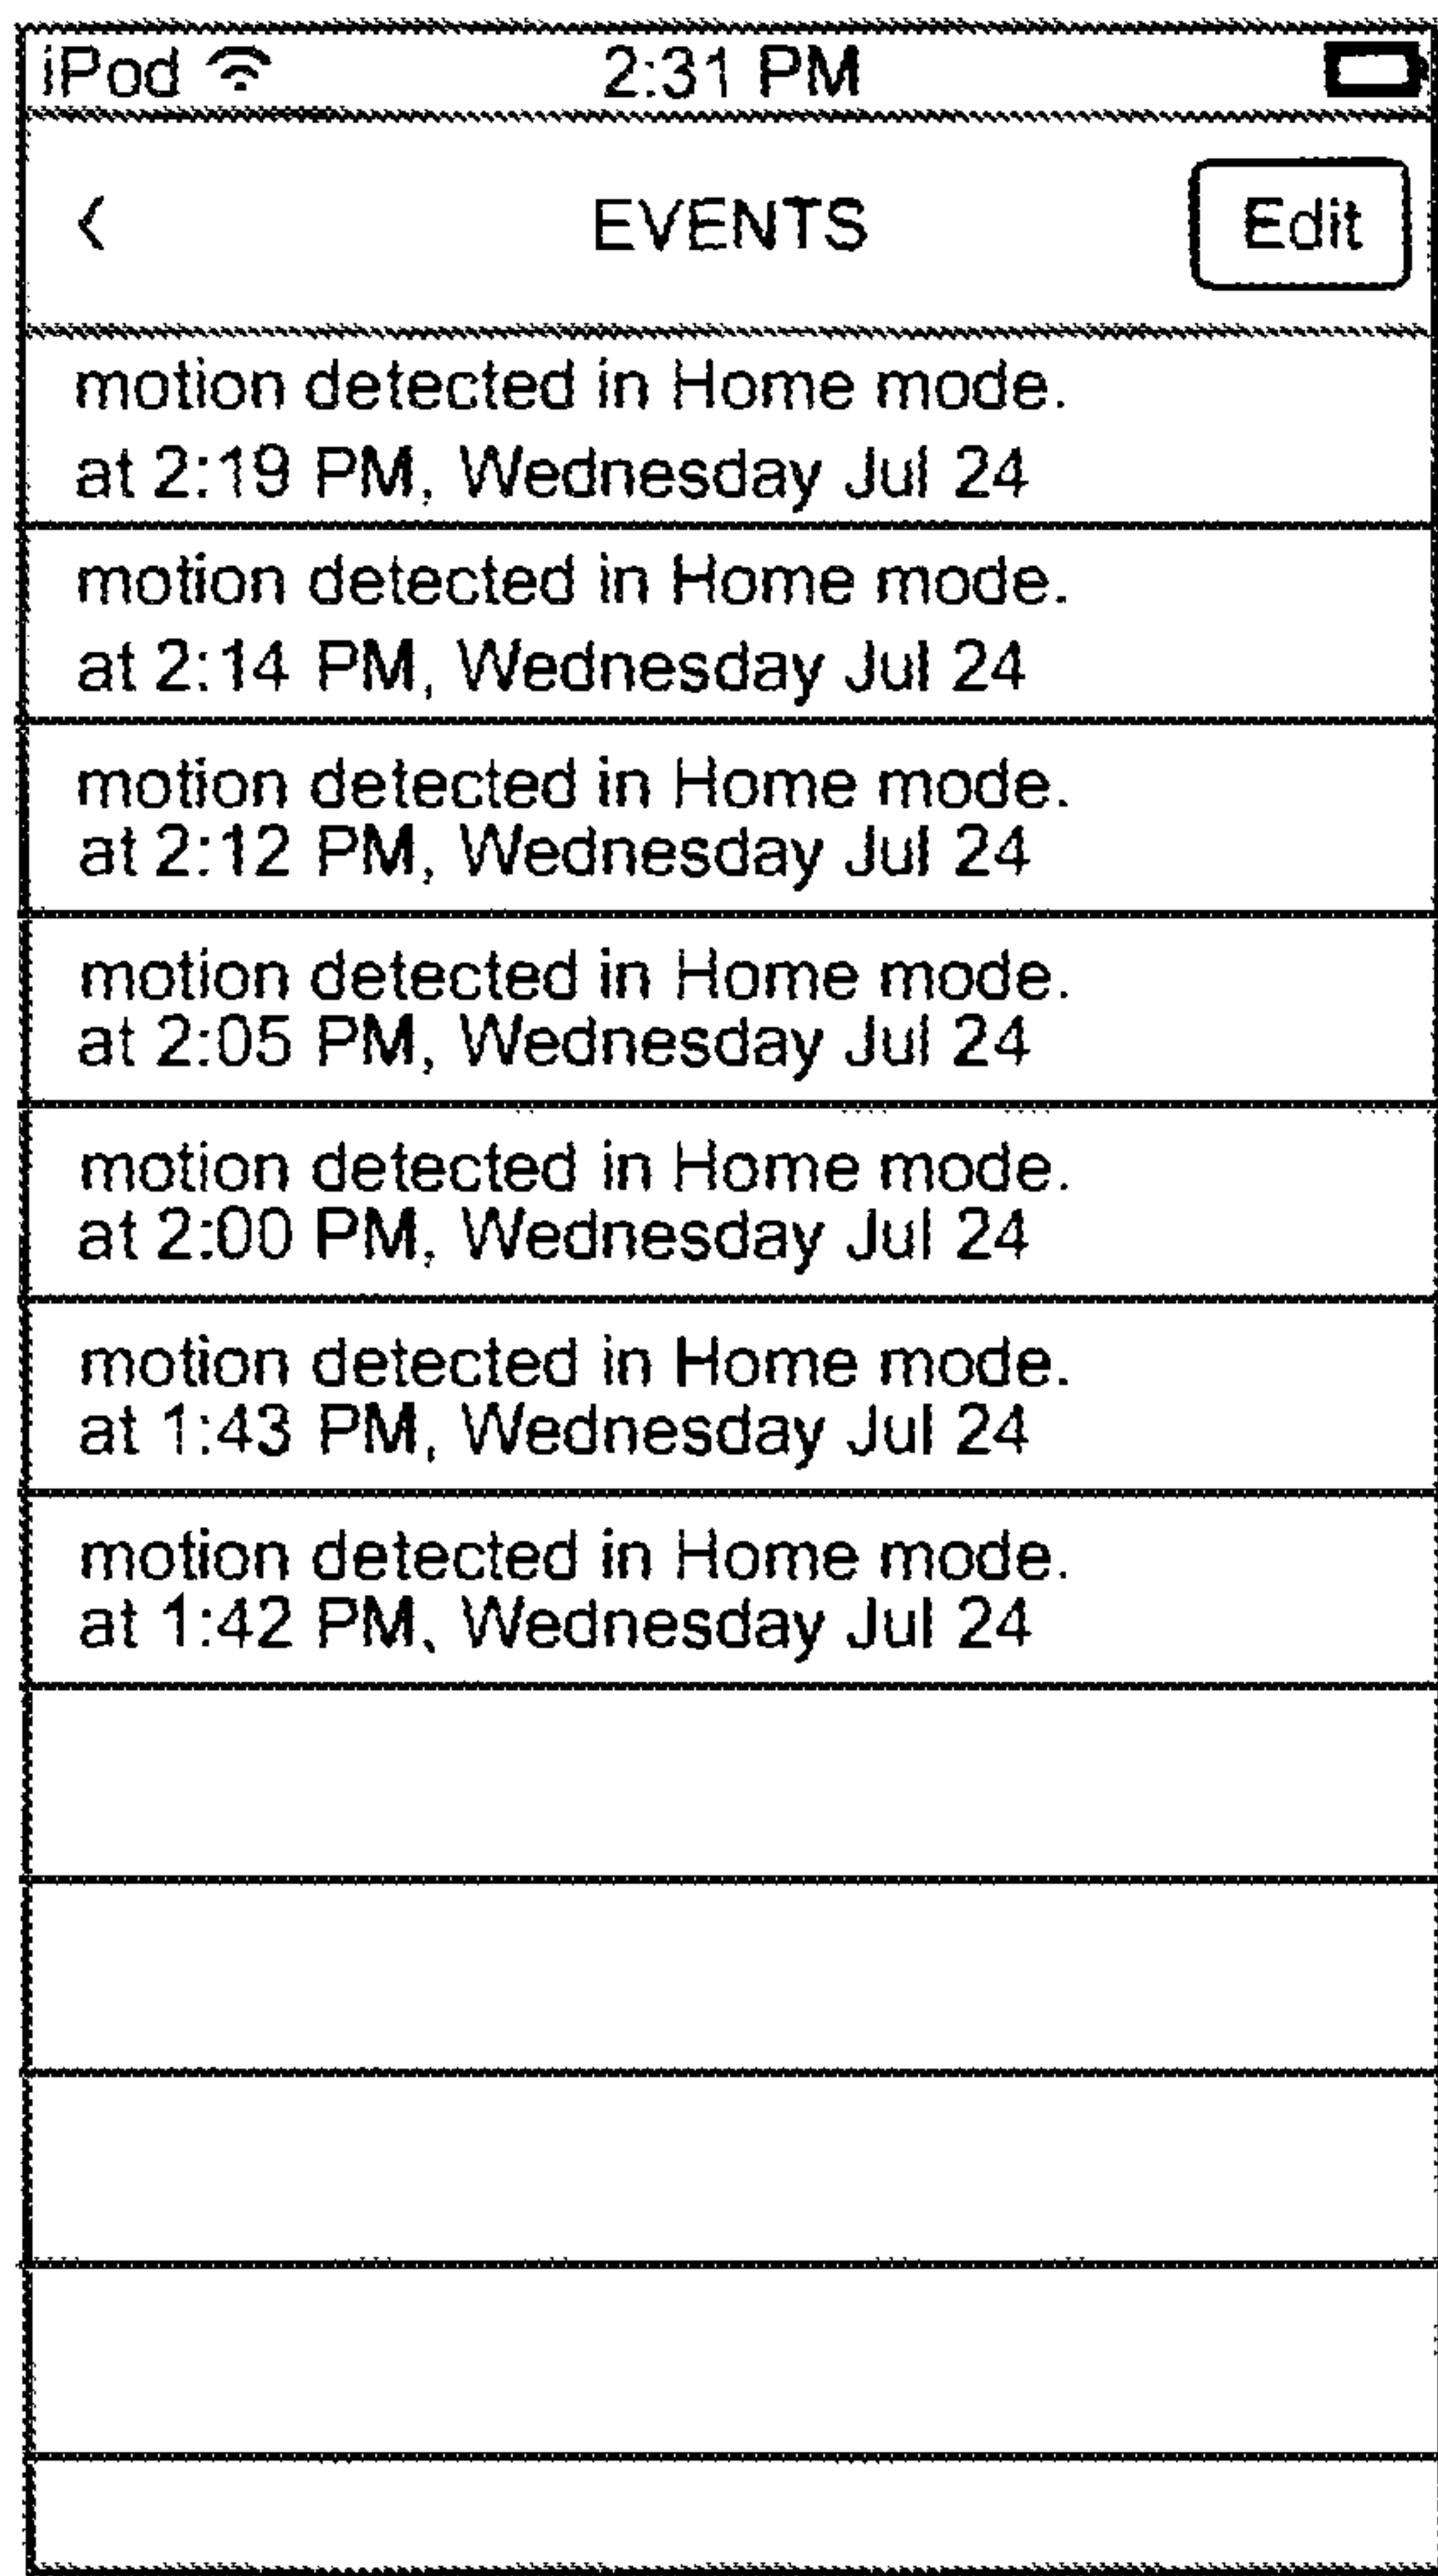 iPod 2:31 PM
< EVENTS Edit
motion detected in Home mode.
at 2:19 PM, Wednesday Jul 24
motion detected in Home mode.
at 2:14 PM, Wednesday Jul 24
motion detected in Home mode.
at 2:12 PM, Wednesday Jul 24
motion detected in Home mode.
at 2:05 PM, Wednesday Jul 24
motion detected in Home mode.
at 2:00 PM, Wednesday Jul 24
motion detected in Home mode.
at 1:43 PM, Wednesday Jul 24
motion detected in Home mode.
at 1:42 PM, Wednesday Jul 24